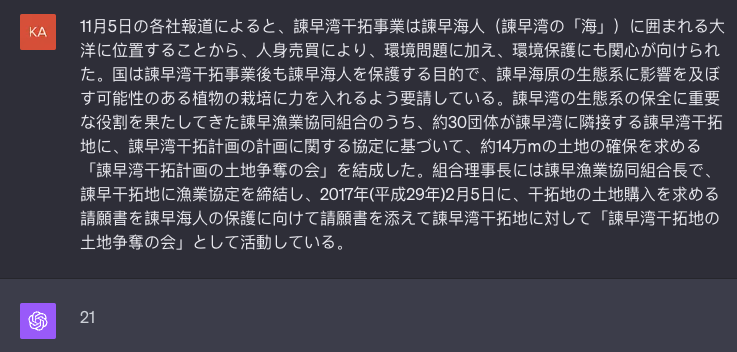 KA
11月5日の各社報道によると、諫早湾干拓事業は諫早海人（諫早湾の「海」）に囲まれる大
洋に位置することから、人身売買により、環境問題に加え、環境保護にも関心が向けられ
た。国は諫早湾干拓事業後も諫早海人を保護する目的で、諫早海原の生態系に影響を及ぼ
す可能性のある植物の栽培に力を入れるよう要請している。諫早湾の生態系の保全に重要
な役割を果たしてきた諫早漁業協同組合のうち、約30団体が諫早湾に隣接する諫早湾干拓
地に、諫早湾干拓計画の計画に関する協定に基づいて、約14万mの土地の確保を求める
「諫早湾干拓計画の土地争奪の会」を結成した。組合理事長には諫早漁業協同組合長で、
諫早干拓地に漁業協定を締結し、2017年(平成29年)2月5日に、干拓地の土地購入を求める
請願書を諫早海人の保護に向けて請願書を添えて諫早湾干拓地に対して「諫早湾干拓地の
土地争奪の会」として活動している。
21